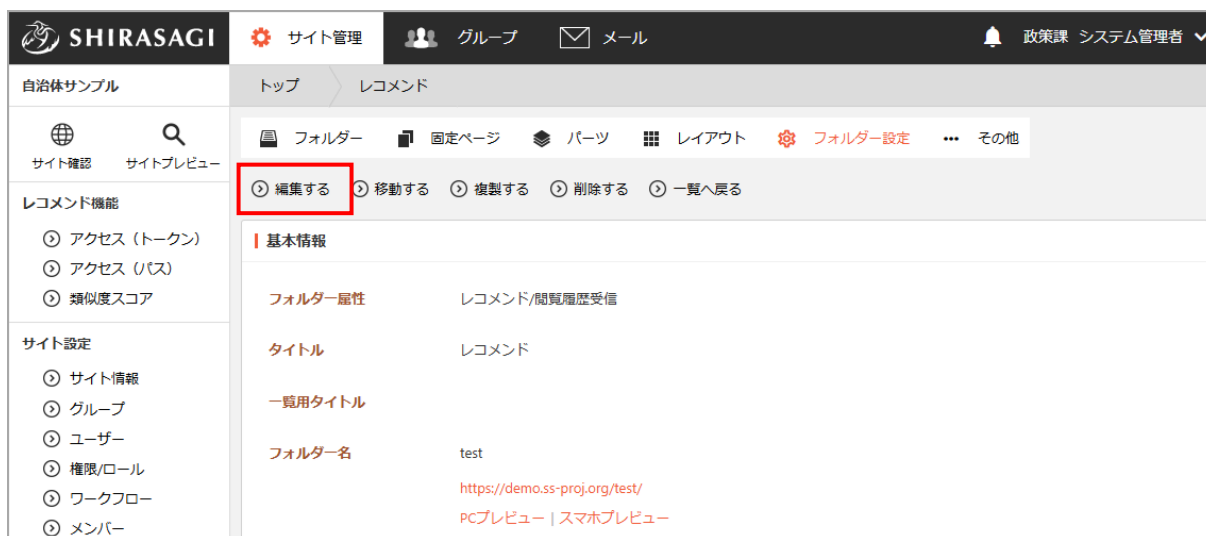 SHIRASAGI サイト管理 グループ メール 政策課 システム管理者
自治体サンプル トップ レコメンド
フォルダー 固定ページ パーツ レイアウト フォルダー設定 ••• その他
サイト確認 サイトプレビュー
編集する 移動する 複製する 削除する 一覧へ戻る
レコメンド機能
アクセス（トークン）
アクセス（パス）
類似度スコア
サイト設定
サイト情報
グループ
ユーザー
権限/ロール
ワークフロー
メンバー
基本情報
フォルダー属性 レコメンド/閲覧履歴受信
タイトル レコメンド
一覧用タイトル
フォルダー名 test
https://demo.ss-proj.org/test/
PCプレビュー | スマホプレビュー